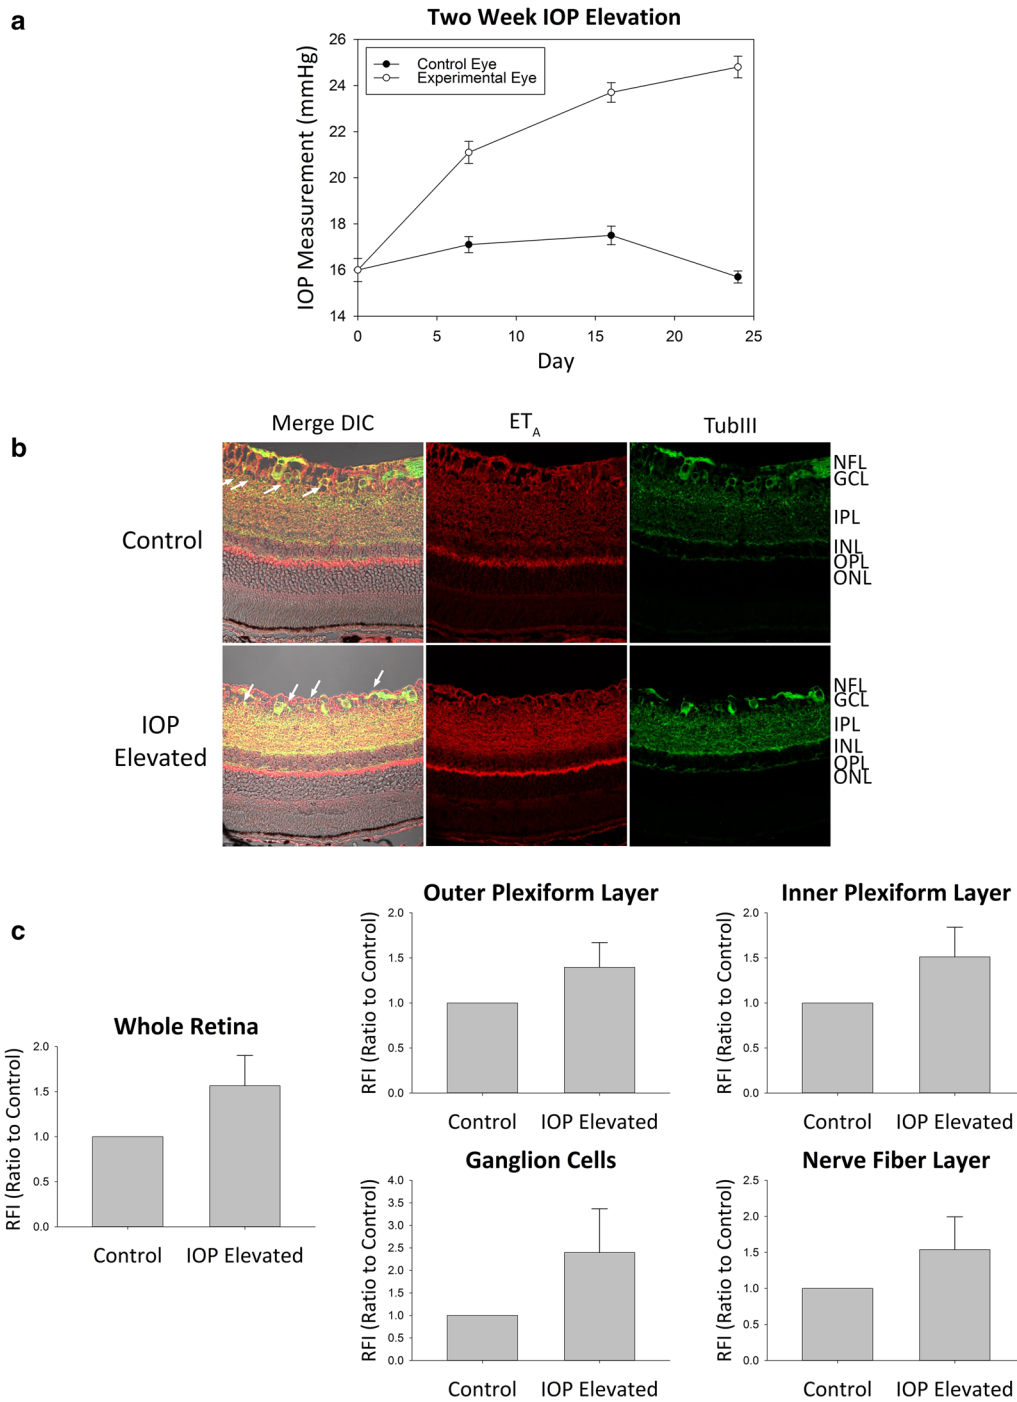 a
Two Week IOP Elevation
IOP Measurement (mmHg)
26
24
22
20
18
16
14
Control Eye
Experimental Eye
0 5 10 15 20 25
Day
b
Merge DIC ETA TubIII
Control
NFL
GCL
IPL
INL
OPL
ONL
IOP
Elevated
NFL
GCL
IPL
INL
OPL
ONL
c
Whole Retina
RFI (Ratio to Control)
2.0
1.5
1.0
0.5
0.0
Control IOP Elevated
Outer Plexiform Layer
RFI (Ratio to Control)
2.0
1.5
1.0
0.5
0.0
Control IOP Elevated
Inner Plexiform Layer
RFI (Ratio to Control)
2.0
1.5
1.0
0.5
0.0
Control IOP Elevated
Ganglion Cells
RFI (Ratio to Control)
4.0
3.5
3.0
2.5
2.0
1.5
1.0
0.5
0.0
Control IOP Elevated
Nerve Fiber Layer
RFI (Ratio to Control)
2.5
2.0
1.5
1.0
0.5
0.0
Control IOP Elevated